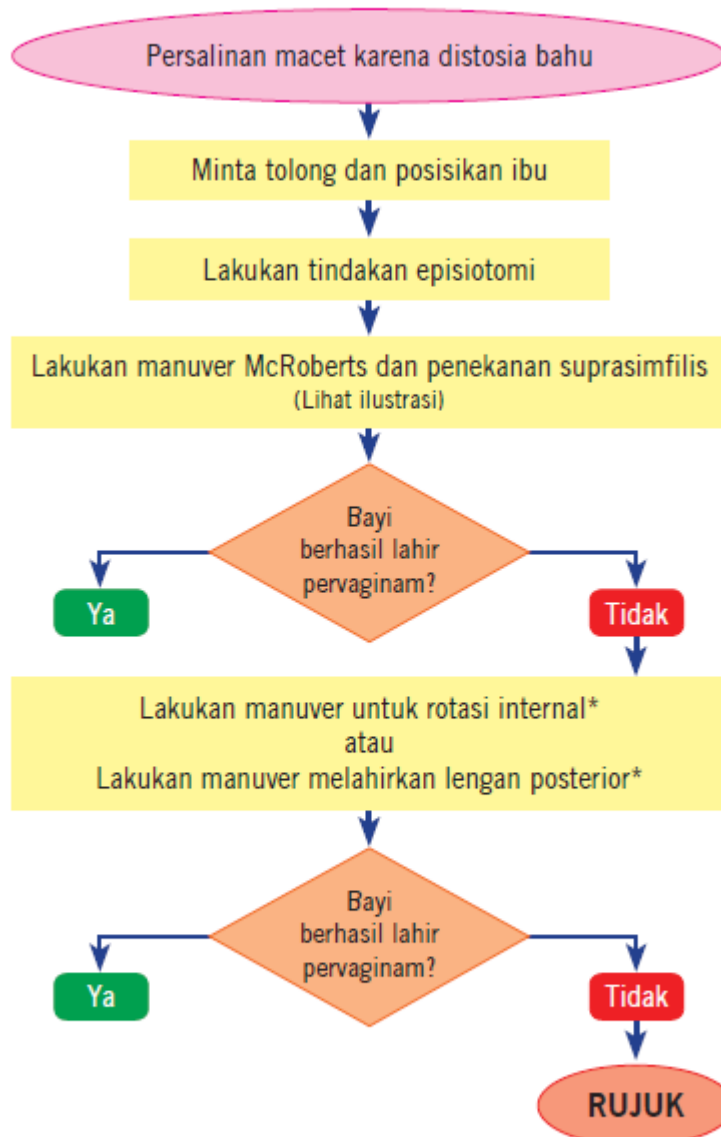 Persalinan macet karena distosia bahu
Minta tolong dan posisikan ibu
Lakukan tindakan episiotomi
Lakukan manuver McRoberts dan penekanan suprasimfilis
(Lihat ilustrasi)
Bayi
berhasil lahir
pervaginam?
Ya
Tidak
Lakukan manuver untuk rotasi internal*
atau
Lakukan manuver melahirkan lengan posterior*
Bayi
berhasil lahir
pervaginam?
Ya
Tidak
RUJUK